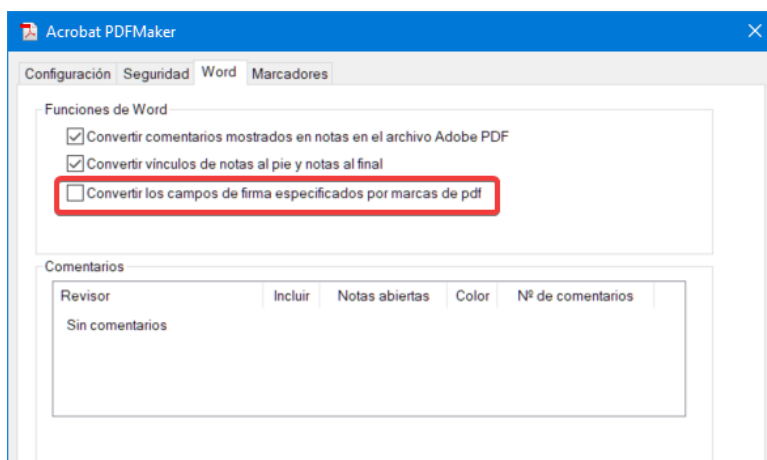 Acrobat PDFMaker
Configuración Seguridad Word Marcadores
Funciones de Word
Convertir comentarios mostrados en notas en el archivo Adobe PDF
Convertir vínculos de notas al pie y notas al final
Convertir los campos de firma especificados por marcas de pdf
Comentarios
Revisor Incluir Notas abiertas Color Nº de comentarios
Sin comentarios